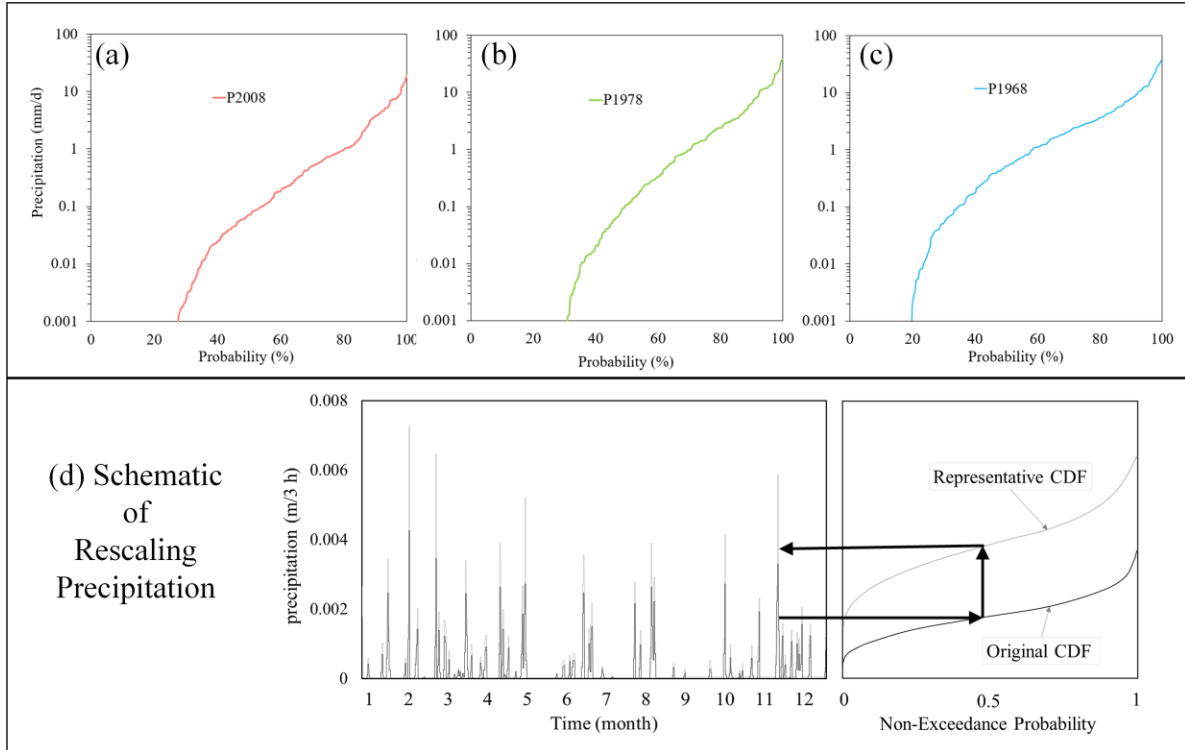 (a)
P2008
100
10
1
0.1
0.01
0.001
Precipitation (mm/d)
0
20
40
60
80
100
Probability (%)
(b)
P1978
100
10
1
0.1
0.01
0.001
0
20
40
60
80
100
Probability (%)
(c)
P1968
100
10
1
0.1
0.01
0.001
0
20
40
60
80
100
Probability (%)
(d) Schematic
of
Rescaling
Precipitation
0.008
0.006
0.004
0.002
0
precipitation (m/3 h)
1 2 3 4 5 6 7 8 9 10 11 12
Time (month)
Representative CDF
Original CDF
0 0.5 1
Non-Exceedance Probability